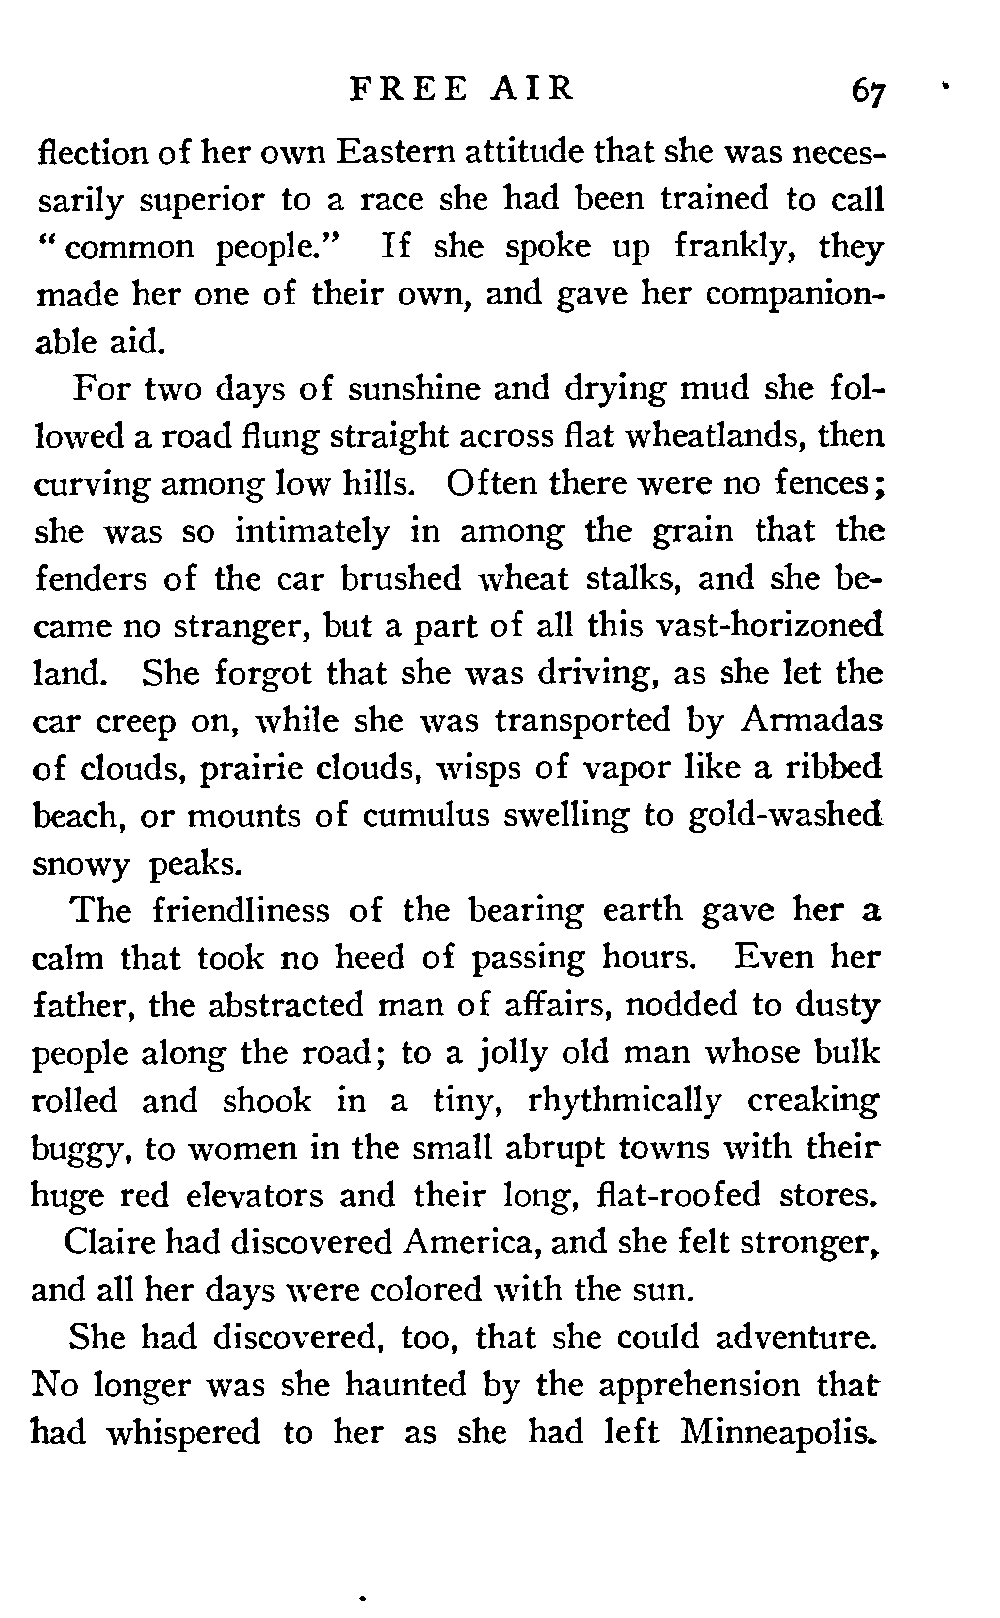 FREE AIR 67
flection of her own Eastern attitude that she was neces-
sarily superior to a race she had been trained to call
“common people.” If she spoke up frankly, they
made her one of their own, and gave her companion-
able aid.
For two days of sunshine and drying mud she fol-
lowed a road flung straight across flat wheatlands, then
curving among low hills. Often there were no fences;
she was so intimately in among the grain that the
fenders of the car brushed wheat stalks, and she be-
came no stranger, but a part of all this vast-horizoned
land. She forgot that she was driving, as she let the
car creep on, while she was transported by Armadas
of clouds, prairie clouds, wisps of vapor like a ribbed
beach, or mounts of cumulus swelling to gold-washed
snowy peaks.
The friendliness of the bearing earth gave her a
calm that took no heed of passing hours. Even her
father, the abstracted man of affairs, nodded to dusty
people along the road; to a jolly old man whose bulk
rolled and shook in a tiny, rhythmically creaking
buggy, to women in the small abrupt towns with their
huge red elevators and their long, flat-roofed stores.
Claire had discovered America, and she felt stronger,
and all her days were colored with the sun.
She had discovered, too, that she could adventure.
No longer was she haunted by the apprehension that
had whispered to her as she had left Minneapolis.